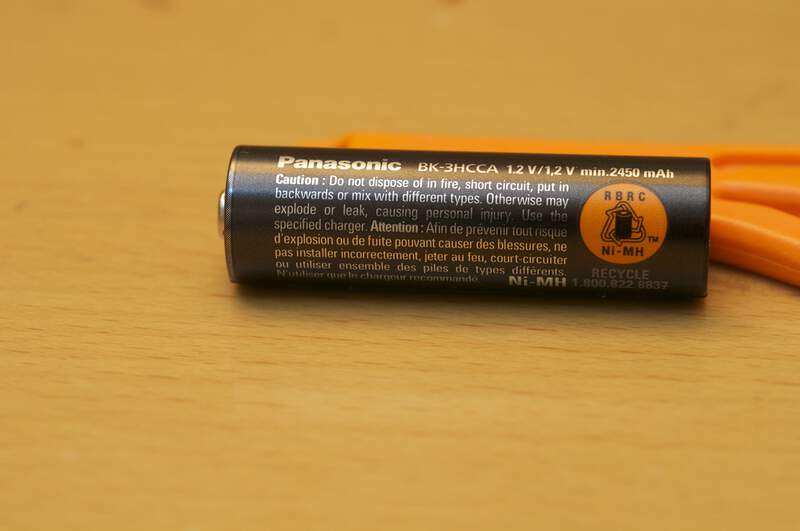 Panasonic BK-3HCCA 1.2 V/1,2 V min.2450 mAh
Caution : Do not dispose of in fire, short circuit, put in
backwards or mix with different types. Otherwise may
explode or leak, causing personal injury. Use the
specified charger. Attention : Afin de prévenir tout risque
d'explosion ou de fuite pouvant causer des blessures, ne
pas installer incorrectement, jeter au feu, court-circuiter
ou utiliser ensemble des piles de types différents.
N'utiliser que le chargeur recommandé.
RBRC
TM
Ni-MH
RECYCLE
Ni-MH 1.800.822.8837